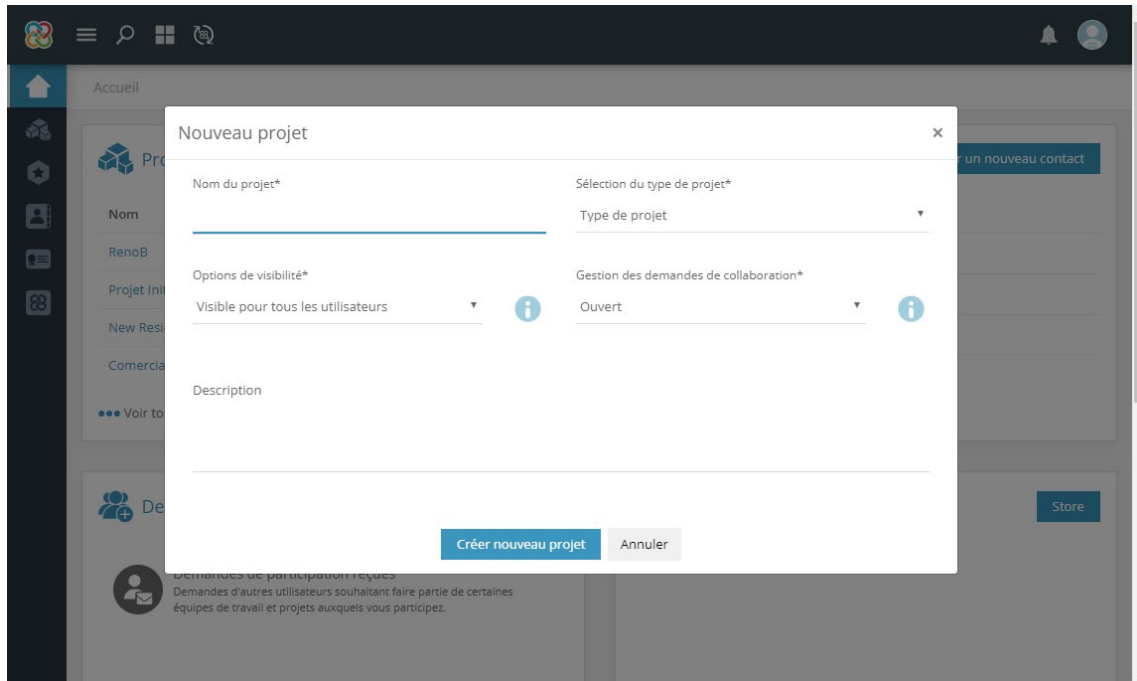 Accueil
Nouveau projet
×
Pro
r un nouveau contact
Nom du projet*
Sélection du type de projet*
Nom
Type de projet
RenoB
Options de visibilité*
Gestion des demandes de collaboration*
Projet Init
Visible pour tous les utilisateurs
Ouvert
New Resi
Comercia
Description
Voir to
De
Store
Créer nouveau projet
Annuler
Demandes de participation reçues
Demandes d'autres utilisateurs souhaitant faire partie de certaines
équipes de travail et projets auxquels vous participez.